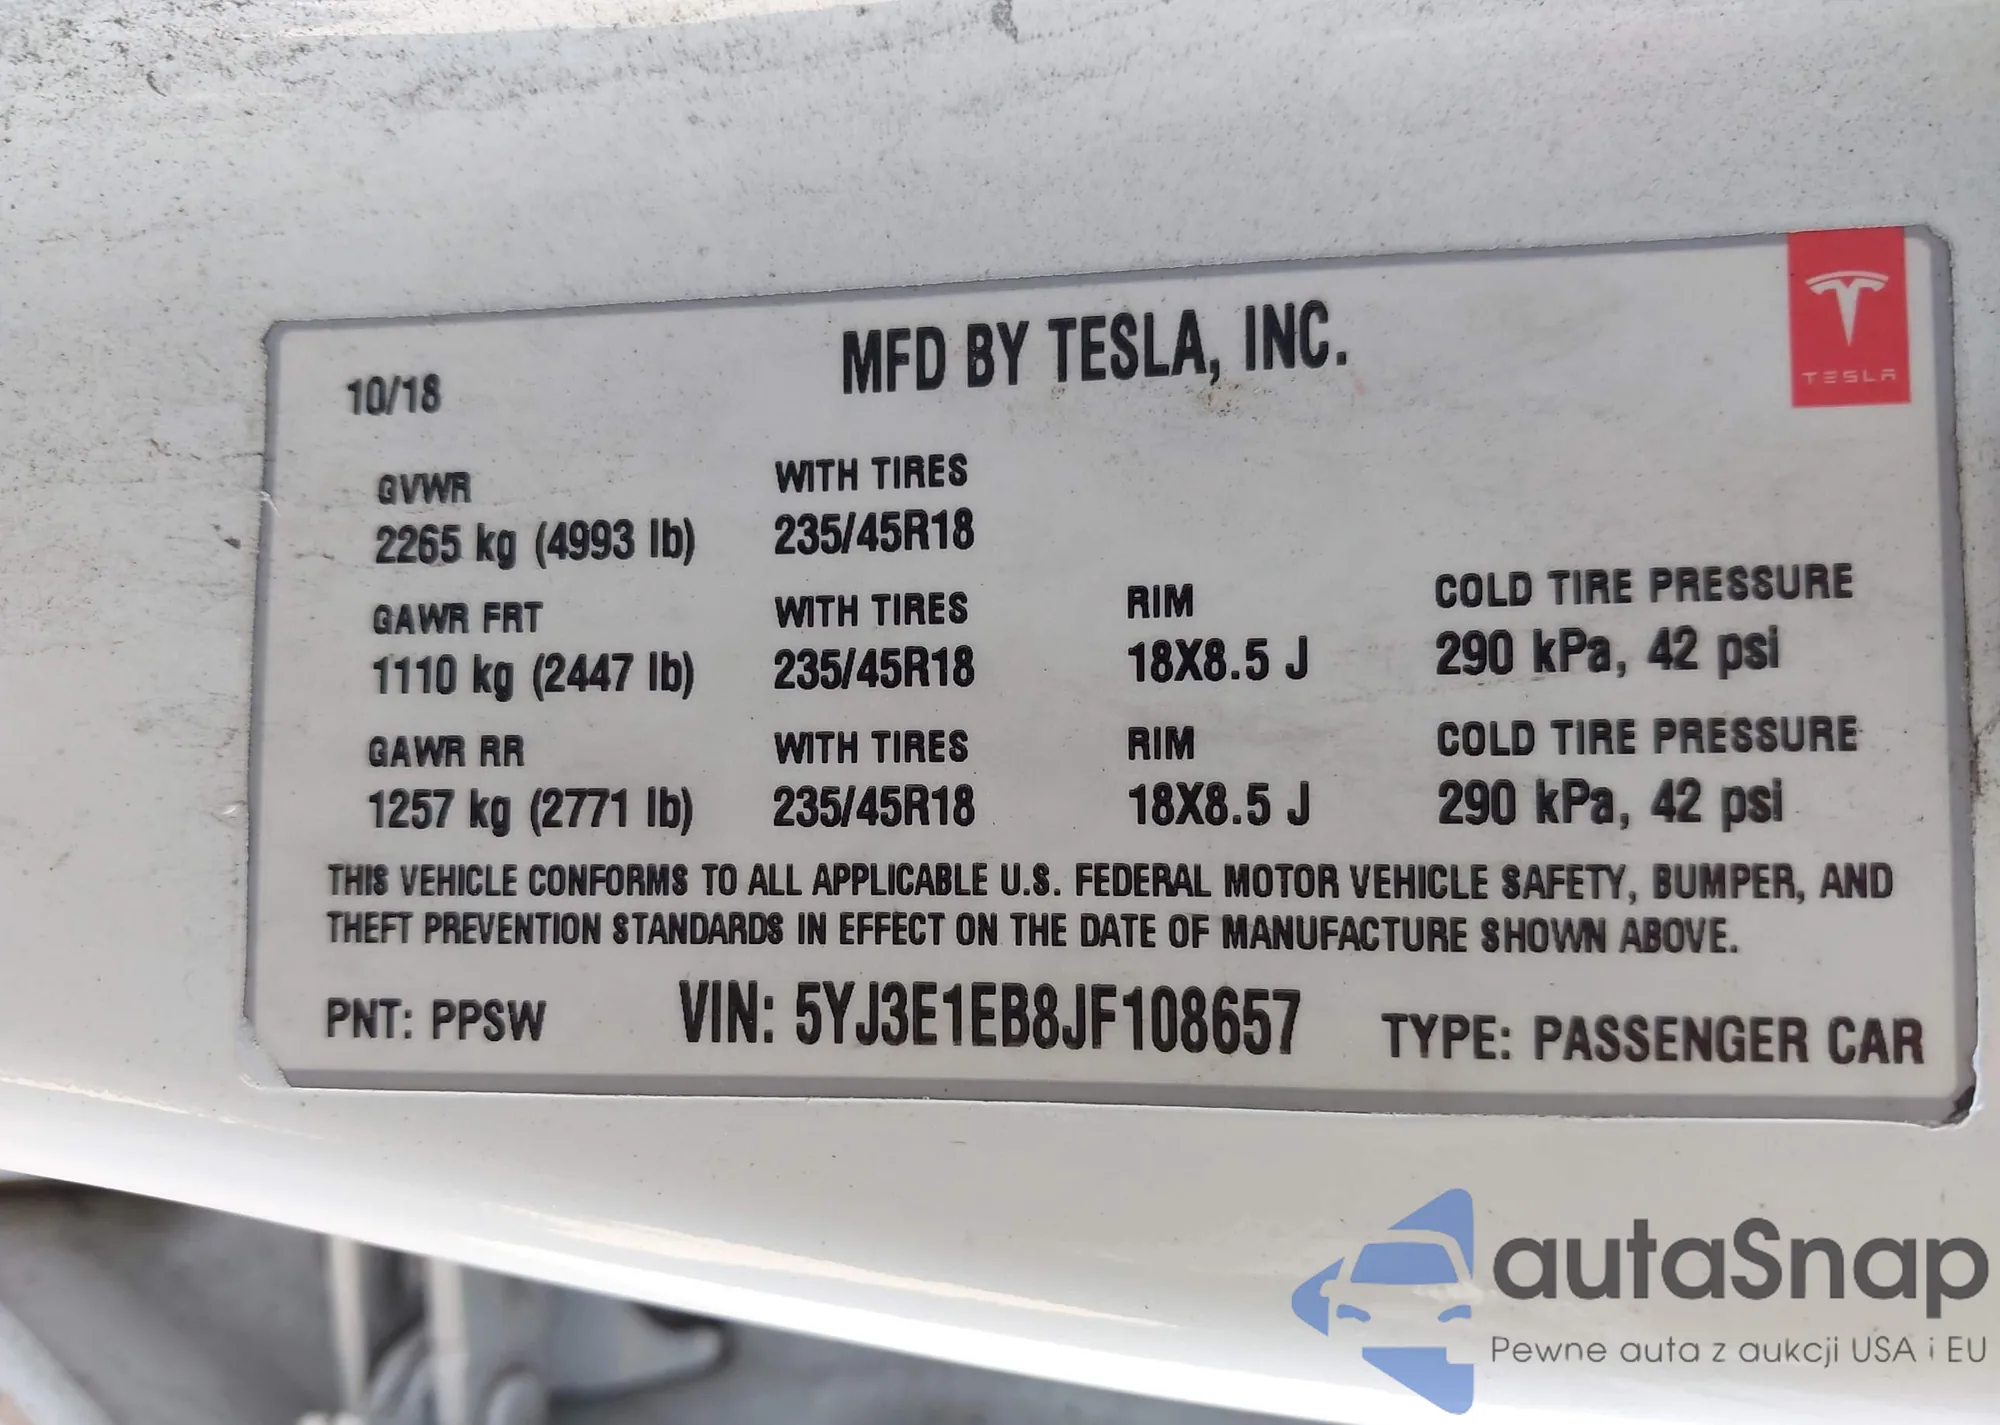 10/18
MFD BY TESLA, INC.
TESLA
GVWR
WITH TIRES
2265 kg (4993 lb)
235/45R18
GAWR FRT
WITH TIRES
RIM
COLD TIRE PRESSURE
1110 kg (2447 lb)
235/45R18
18X8.5 J
290 kPa, 42 psi
GAWR RR
WITH TIRES
RIM
COLD TIRE PRESSURE
1257 kg (2771 lb)
235/45R18
18X8.5 J
290 kPa, 42 psi
THIS VEHICLE CONFORMS TO ALL APPLICABLE U.S. FEDERAL MOTOR VEHICLE SAFETY, BUMPER, AND
THEFT PREVENTION STANDARDS IN EFFECT ON THE DATE OF MANUFACTURE SHOWN ABOVE.
PNT: PPSW
VIN: 5YJ3E1EB8JF108657
TYPE: PASSENGER CAR
autaSnap
Pewne auta z aukcji USA i EU